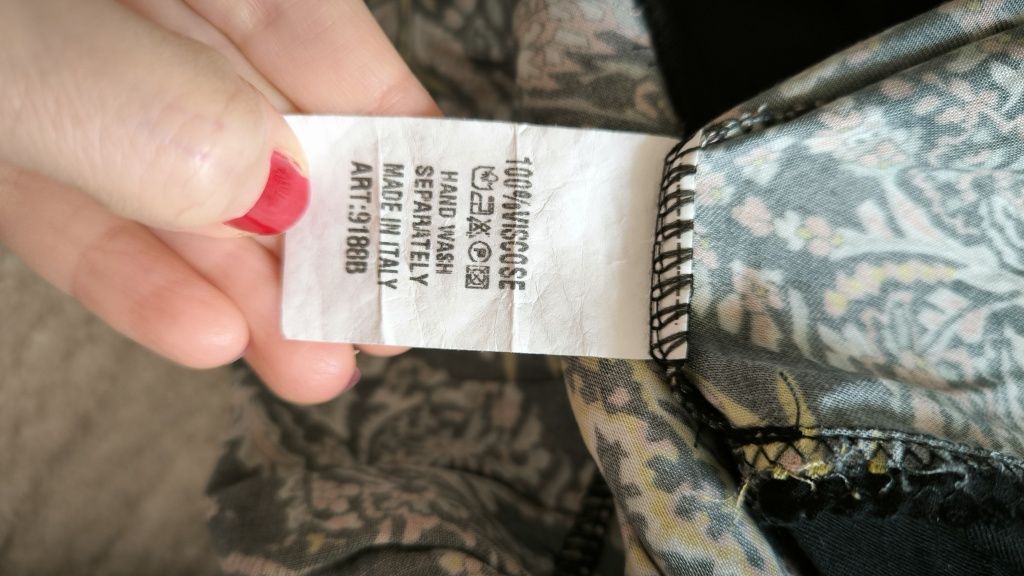 100%VISCOSE
HAND WASH
SEPARATELY
MADE IN ITALY
ART:9188B